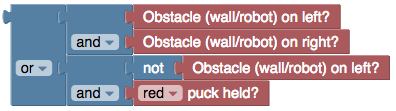 Obstacle (wall/robot) on left?
and Obstacle (wall/robot) on right?
or not Obstacle (wall/robot) on left?
and red puck held?